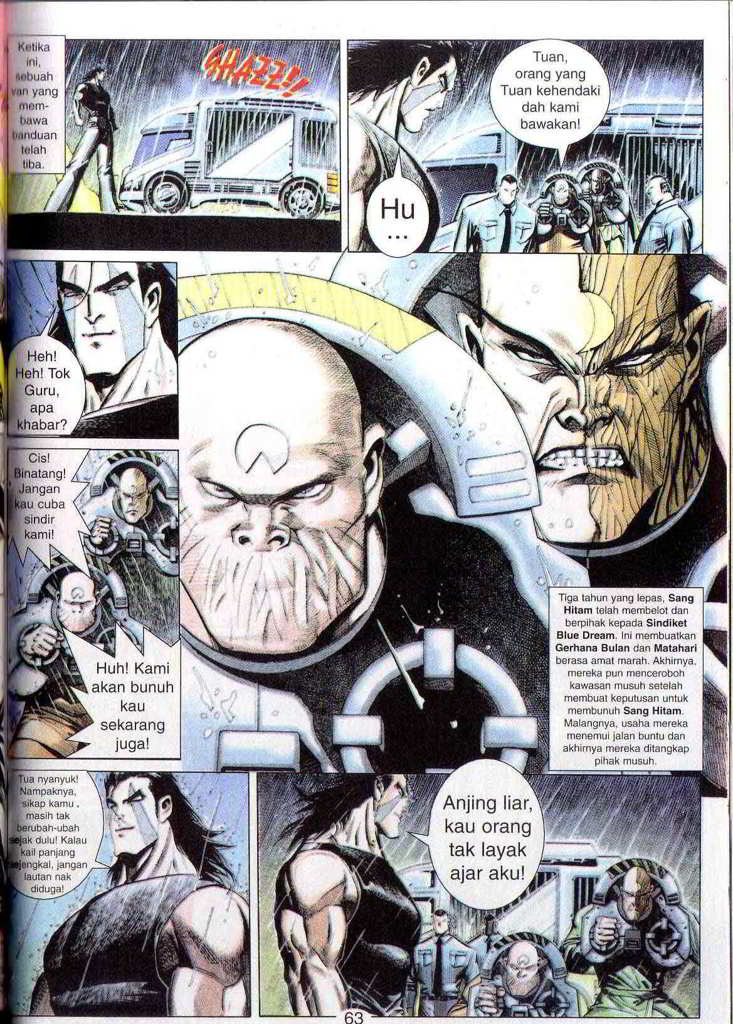 Ketika
ini,
sebuah
van yang
mem-
bawa
banduan
telah
tiba.
GHAZZ!!
Tuan,
orang yang
Tuan kehendaki
dah kami
bawakan!
Hu
...
Heh!
Heh! Tok
Guru,
apa
khabar?
Cis!
Binatang!
Jangan
kau cuba
sindir
kami!
Huh! Kami
akan bunuh
kau
sekarang
juga!
Tiga tahun yang lepas, Sang
Hitam telah membelot dan
berpihak kepada Sindiket
Blue Dream. Ini membuatkan
Gerhana Bulan dan Matahari
berasa amat marah. Akhirnya,
mereka pun menceroboh
kawasan musuh setelah
membuat keputusan untuk
membunuh Sang Hitam.
Malangnya, usaha mereka
menemui jalan buntu dan
akhirnya mereka ditangkap
pihak musuh.
Tua nyanyuk!
Nampaknya,
sikap kamu
masih tak
berubah-ubah
sejak dulu! Kalau
kail panjang
sejengkal, jangan
lautan nak
diduga!
Anjing liar,
kau orang
tak layak
ajar aku!
63